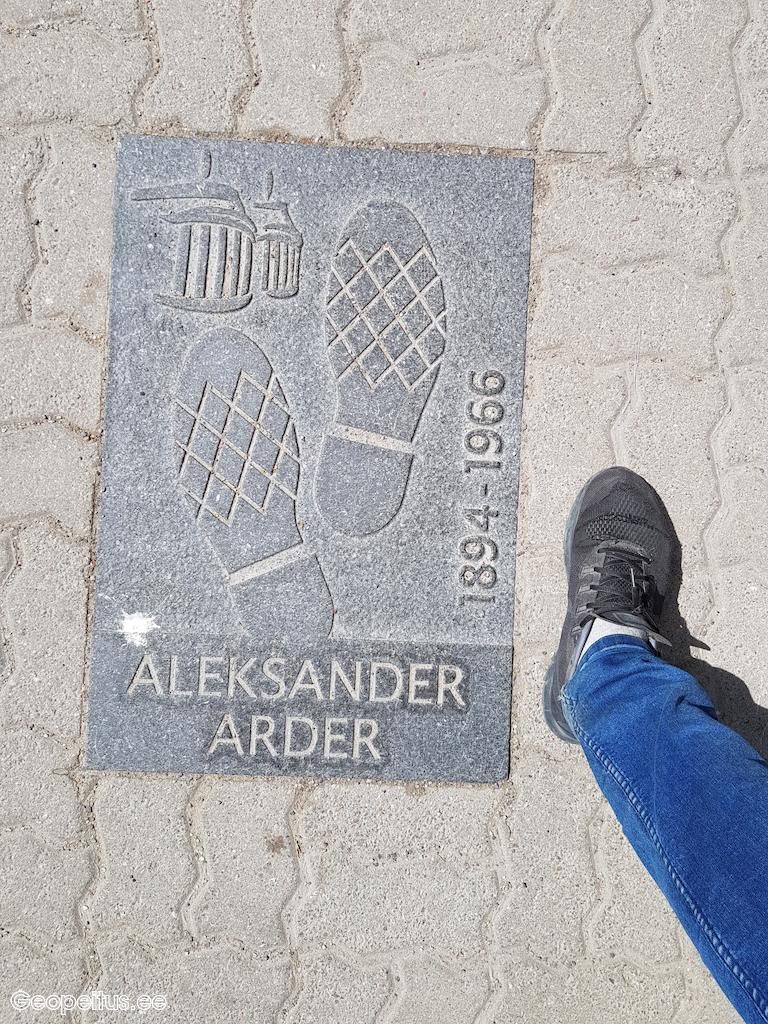 1894-1966
ALEKSANDER
ARDER
Geopeitus.ee